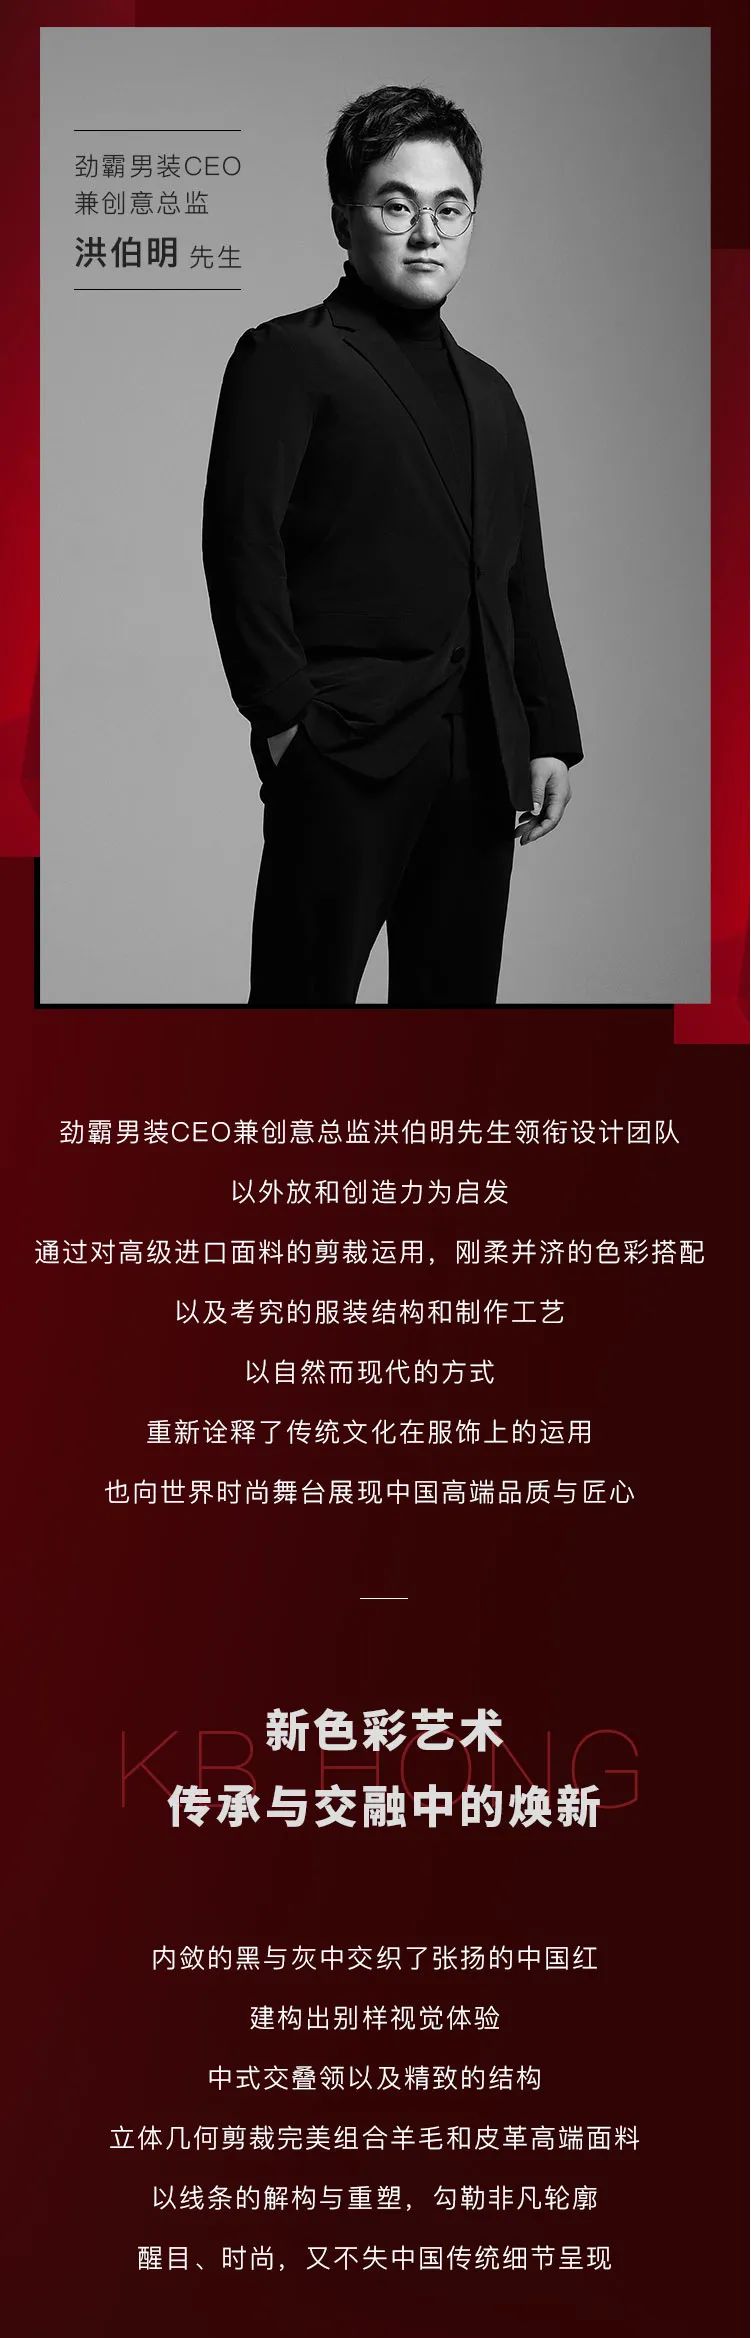 劲霸男装CEO
兼创意总监
洪伯明 先生
劲霸男装CEO兼创意总监洪伯明先生领衔设计团队
以外放和创造力为启发
通过对高级进口面料的剪裁运用，刚柔并济的色彩搭配
以及考究的服装结构和制作工艺
以自然而现代的方式
重新诠释了传统文化在服饰上的运用
也向世界时尚舞台展现中国高端品质与匠心
KB HONG
新色彩艺术
传承与交融中的焕新
内敛的黑与灰中交织了张扬的中国红
建构出别样视觉体验
中式交叠领以及精致的结构
立体几何剪裁完美组合羊毛和皮革高端面料
以线条的解构与重塑，勾勒非凡轮廓
醒目、时尚，又不失中国传统细节呈现